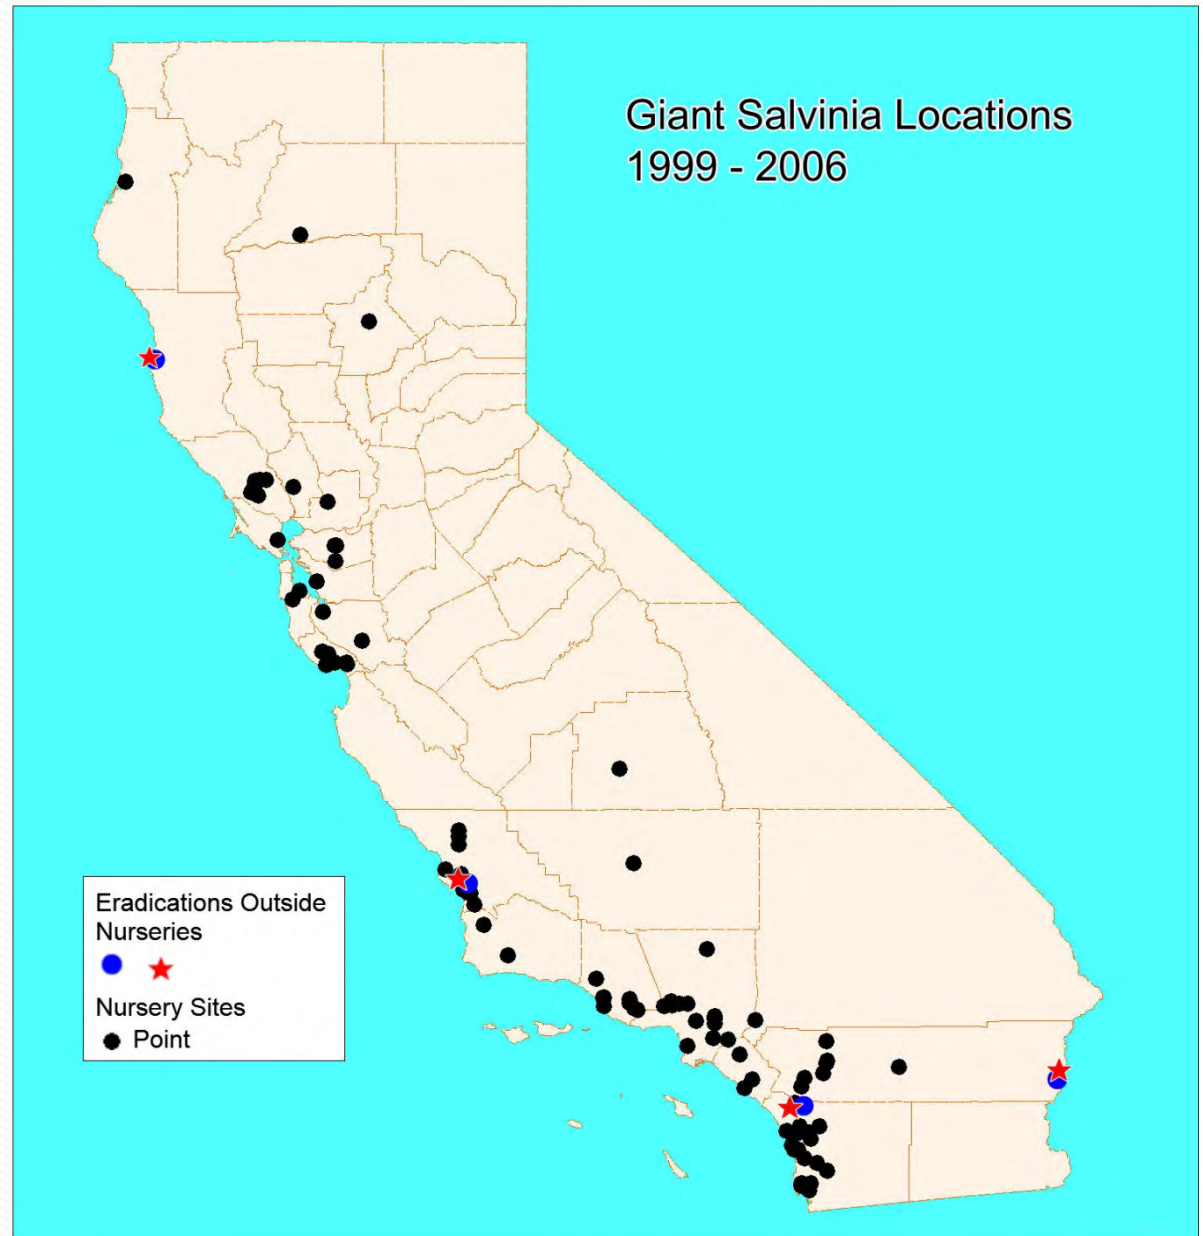 Giant Salvinia Locations
1999 - 2006
Eradications Outside
Nurseries
Nursery Sites
Point